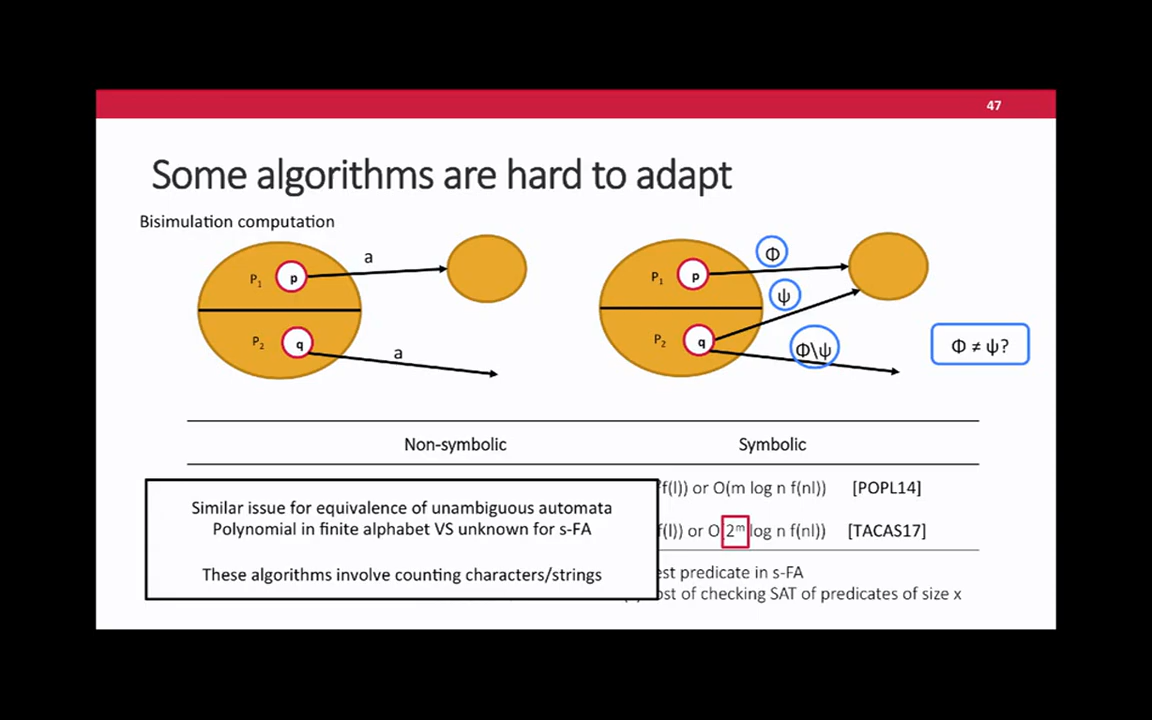 47
Some algorithms are hard to adapt
Bisimulation computation
a
P1 p
P2 q
a
Φ
P1 p
ψ
P2 q
Φ\ψ
Φ ≠ ψ?
Non-symbolic Symbolic
f(l)) or O(m log n f(nl)) [POPL14]
f(l)) or O 2ᵐ log n f(nl)) [TACAS17]
Similar issue for equivalence of unambiguous automata
Polynomial in finite alphabet VS unknown for s-FA
These algorithms involve counting characters/strings
est predicate in s-FA
ost of checking SAT of predicates of size x